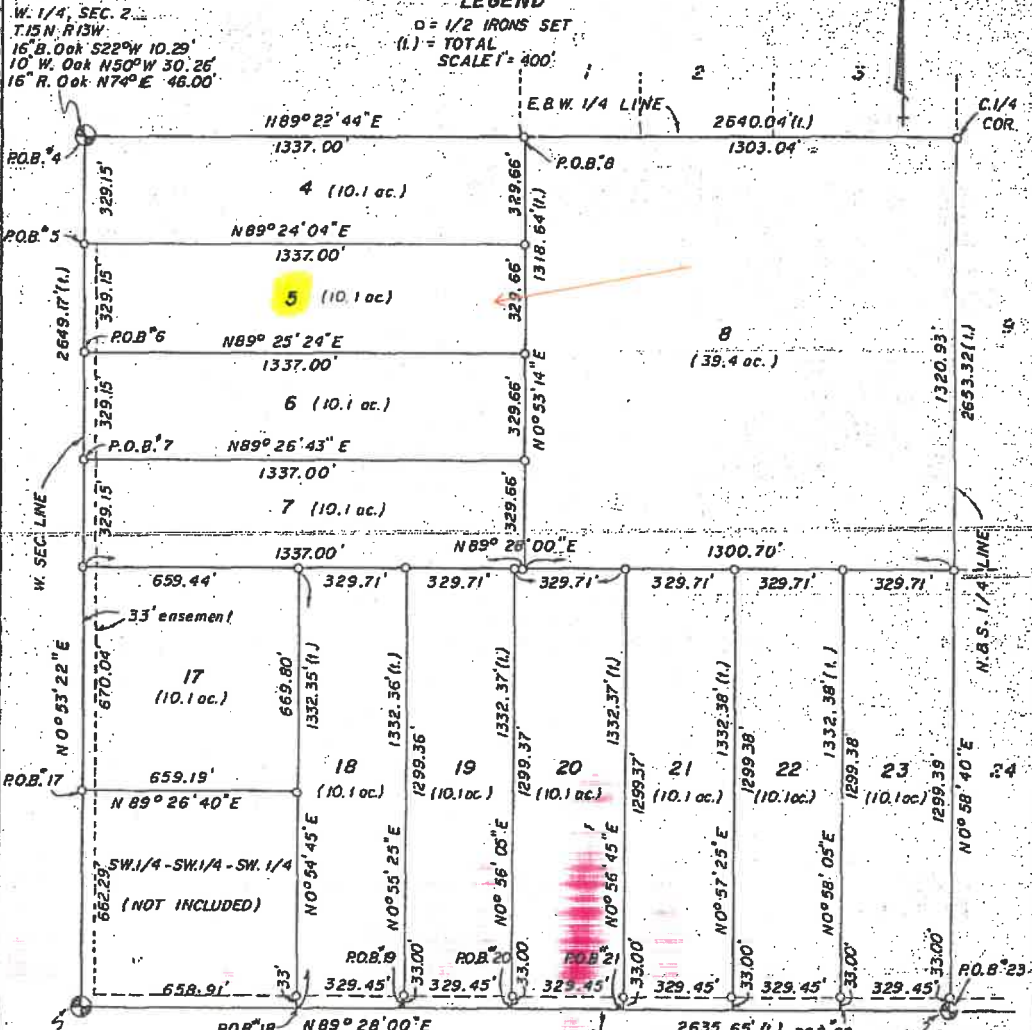 LEGEND
W. 1/4, SEC. 2
T.15 N R13W
16" B. Oak S22°W 10.29'
10" W. Oak N50°W 30.26'
16" R. Oak N74°E 46.00'
o = 1/2 IRONS SET
(t.) = TOTAL
SCALE 1" = 400'
1
2
E.B.W. 1/4 LINE
C.1/4
COR.
N89°22'44"E
2640.04'(t.)
1337.00'
1303.04'
P.O.B.#4
P.O.B.#8
329.15'
4 (10.1 ac.)
329.66'
1318.64'(t.)
P.O.B.#5
N89°24'04"E
1337.00'
2649.17'(t.)
329.15'
5 (10.1 ac.)
329.66'
8
(39.4 ac.)
1320.93'
2653.32'(t.)
P.O.B.#6
N89°25'24"E
1337.00'
329.15'
6 (10.1 ac.)
329.66'
N0°53'14"E
P.O.B.#7
N89°26'43"E
1337.00'
W. SEC. LINE
329.15'
7 (10.1 ac.)
329.66'
N89°28'00"E
1337.00'
1300.70'
N.B.S. 1/4 LINE
659.44'
329.71'
329.71'
329.71'
329.71'
329.71'
329.71'
33' easement
N0°53'22"E
670.04'
17
(10.1 ac.)
669.80'
1332.35'(t.)
1332.36'(t.)
1332.37'(t.)
1332.37'(t.)
1332.38'(t.)
1332.38'(t.)
1299.36'
1299.37'
1299.37'
1299.38'
1299.38'
1299.39'
18
19
20
21
22
23
24
(10.1 ac.)
(10.1 ac.)
(10.1 ac.)
(10.1 ac.)
(10.1 ac.)
(10.1 ac.)
P.O.B.#17
659.19'
N 89°26'40"E
SW.1/4-SW.1/4-SW.1/4
(NOT INCLUDED)
662.29'
N0°54'45"E
N0°55'25"E
N0°56'05"E
N0°56'45"E
N0°57'25"E
N0°58'05"E
N0°58'40"E
P.O.B.#19
P.O.B.#20
P.O.B.#21
P.O.B.#23
33'
33.00'
33.00
33.00'
33.00'
33.00'
33.00'
658.91'
329.45'
329.45'
329.45'
329.45'
329.45'
329.45'
P.O.B.#18
N89°28'00"E
2635.65'(t.)